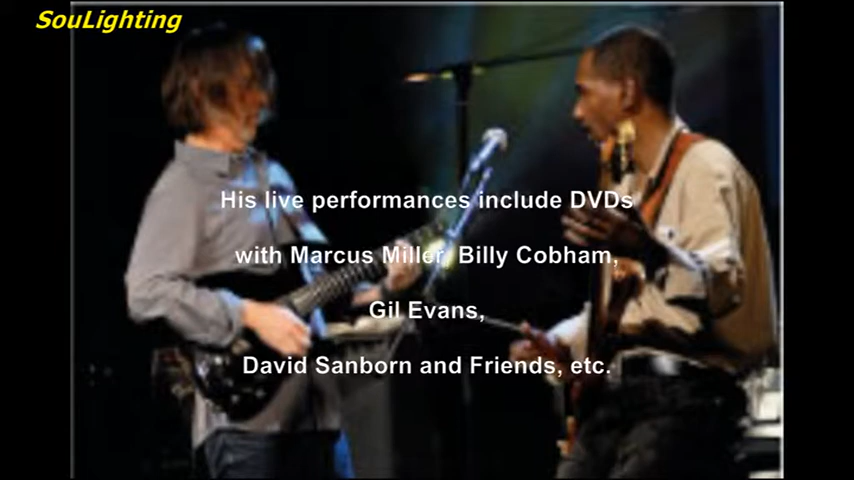 SouLighting
His live performances include DVDs
with Marcus Miller, Billy Cobham,
Gil Evans,
David Sanborn and Friends, etc.